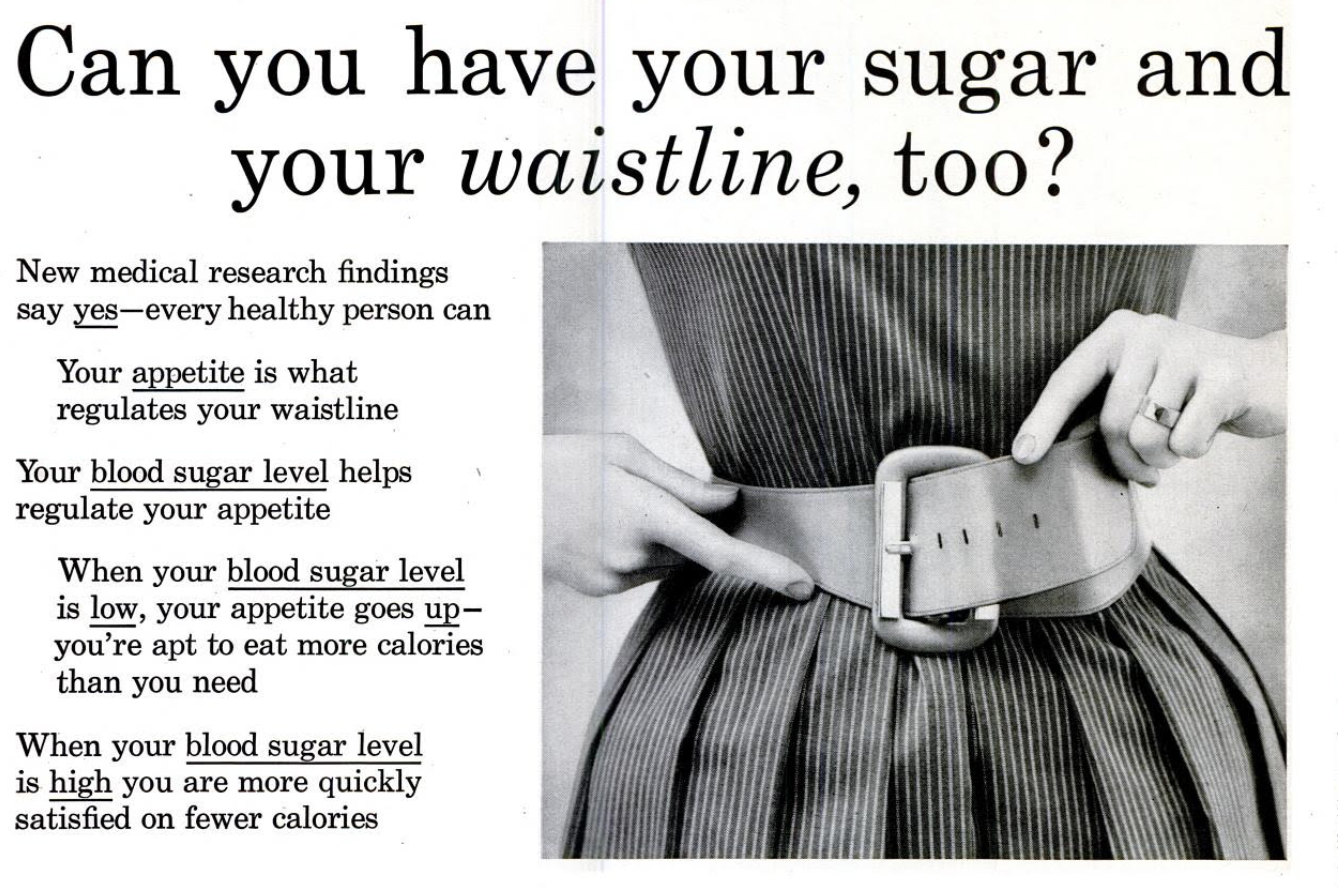 Can you have your sugar and
your waistline, too?
New medical research findings
say yes—every healthy person can
Your appetite is what
regulates your waistline
Your blood sugar level helps
regulate your appetite
When your blood sugar level
is low, your appetite goes up—
you're apt to eat more calories
than you need
When your blood sugar level
is high you are more quickly
satisfied on fewer calories